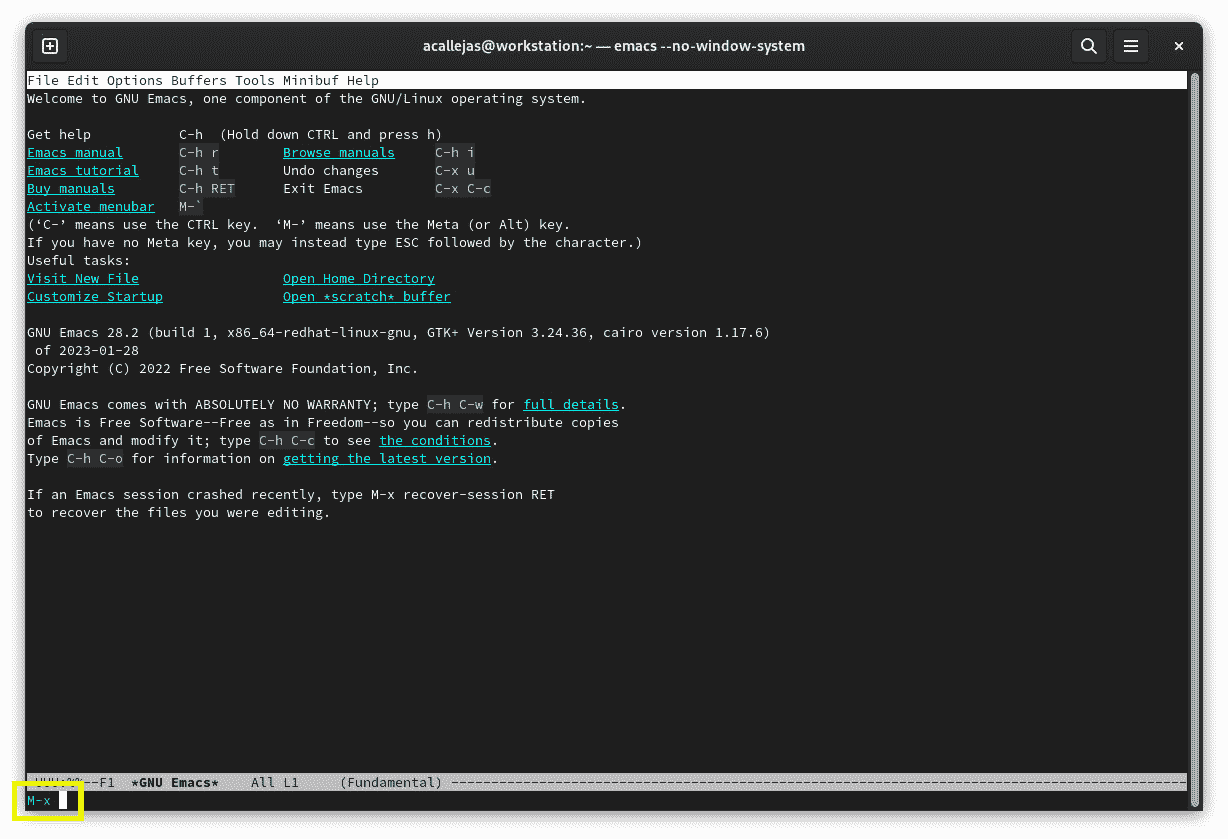 acallejas@workstation:~ — emacs --no-window-system
File Edit Options Buffers Tools Minibuf Help
Welcome to GNU Emacs, one component of the GNU/Linux operating system.
Get help C-h (Hold down CTRL and press h)
Emacs manual C-h r Browse manuals C-h i
Emacs tutorial C-h t Undo changes C-x u
Buy manuals C-h RET Exit Emacs C-x C-c
Activate menubar M-`
(‘C-’ means use the CTRL key. ‘M-’ means use the Meta (or Alt) key.
If you have no Meta key, you may instead type ESC followed by the character.)
Useful tasks:
Visit New File Open Home Directory
Customize Startup Open *scratch* buffer
GNU Emacs 28.2 (build 1, x86_64-redhat-linux-gnu, GTK+ Version 3.24.36, cairo version 1.17.6)
of 2023-01-28
Copyright (C) 2022 Free Software Foundation, Inc.
GNU Emacs comes with ABSOLUTELY NO WARRANTY; type C-h C-w for full details.
Emacs is Free Software--Free as in Freedom--so you can redistribute copies
of Emacs and modify it; type C-h C-c to see the conditions.
Type C-h C-o for information on getting the latest version.
If an Emacs session crashed recently, type M-x recover-session RET
to recover the files you were editing.
-UUU:%%--F1 *GNU Emacs* All L1 (Fundamental) --------------------------------------------------------------------------------------------
M-x